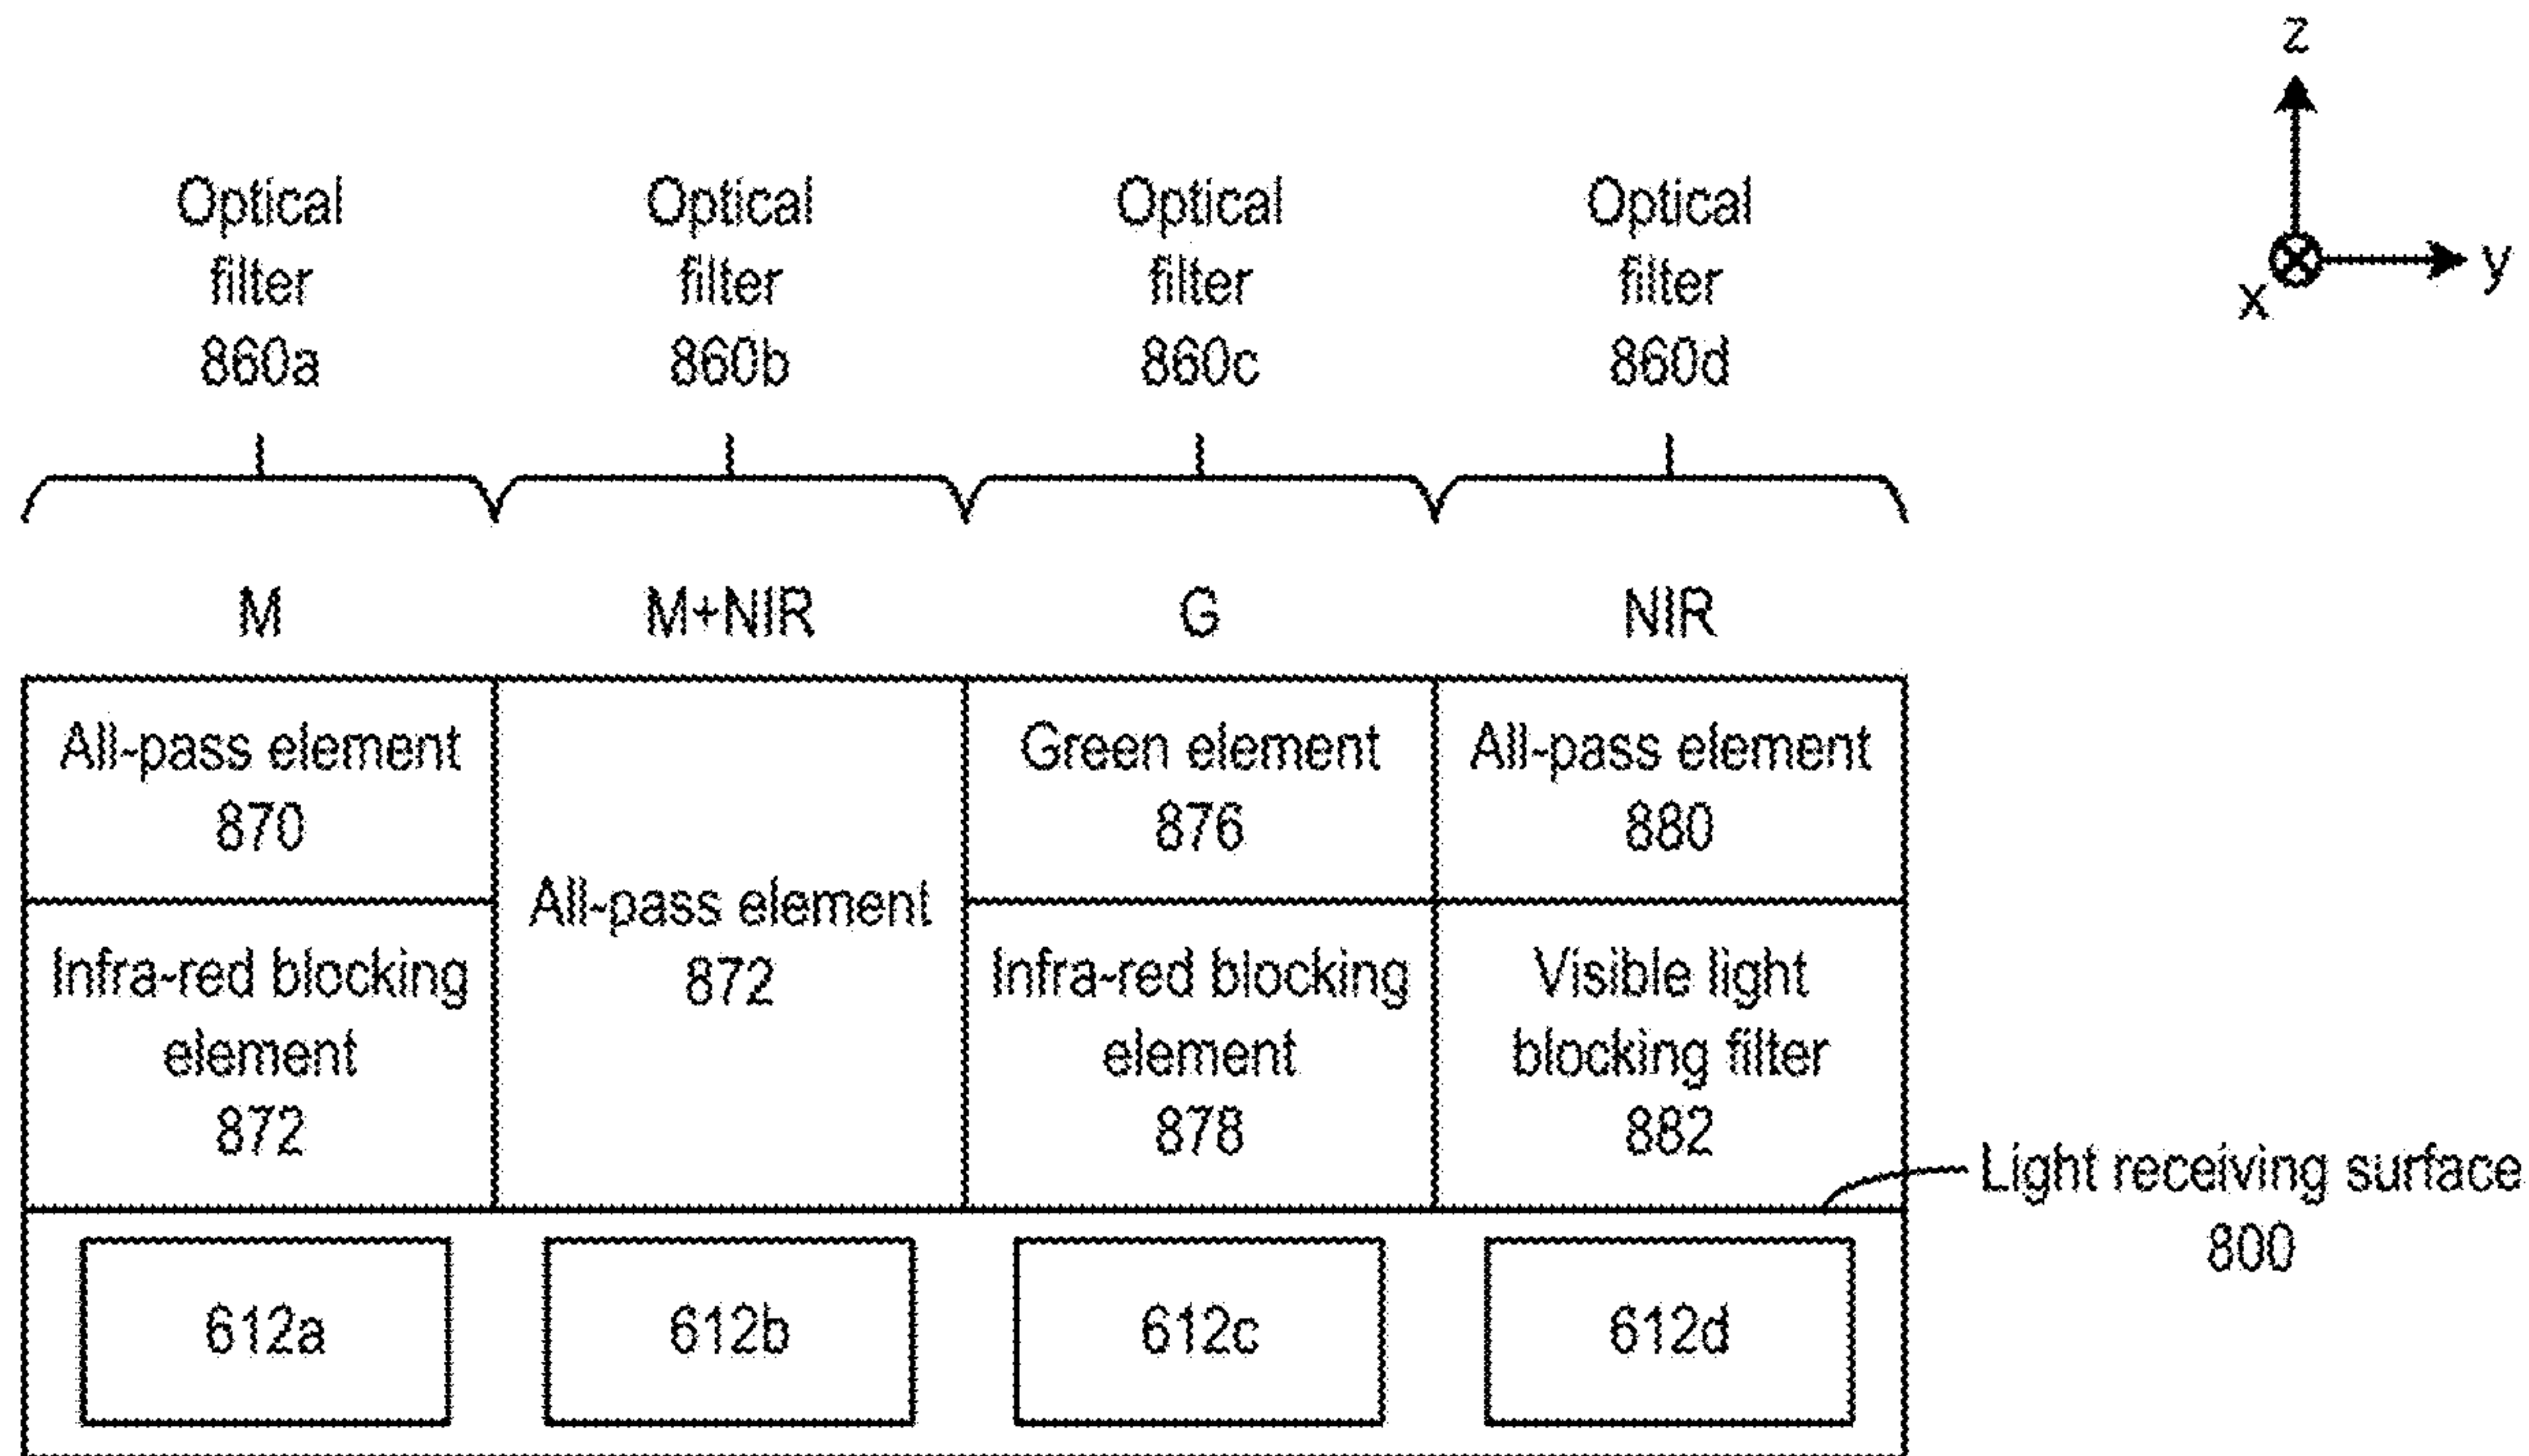 z
y
x
Optical
filter
860a
Optical
filter
860b
Optical
filter
860c
Optical
filter
860d
M
M+NIR
G
NIR
All-pass element
870
Infra-red blocking
element
872
All-pass element
872
Green element
876
Infra-red blocking
element
878
All-pass element
880
Visible light
blocking filter
882
Light receiving surface
800
612a
612b
612c
612d